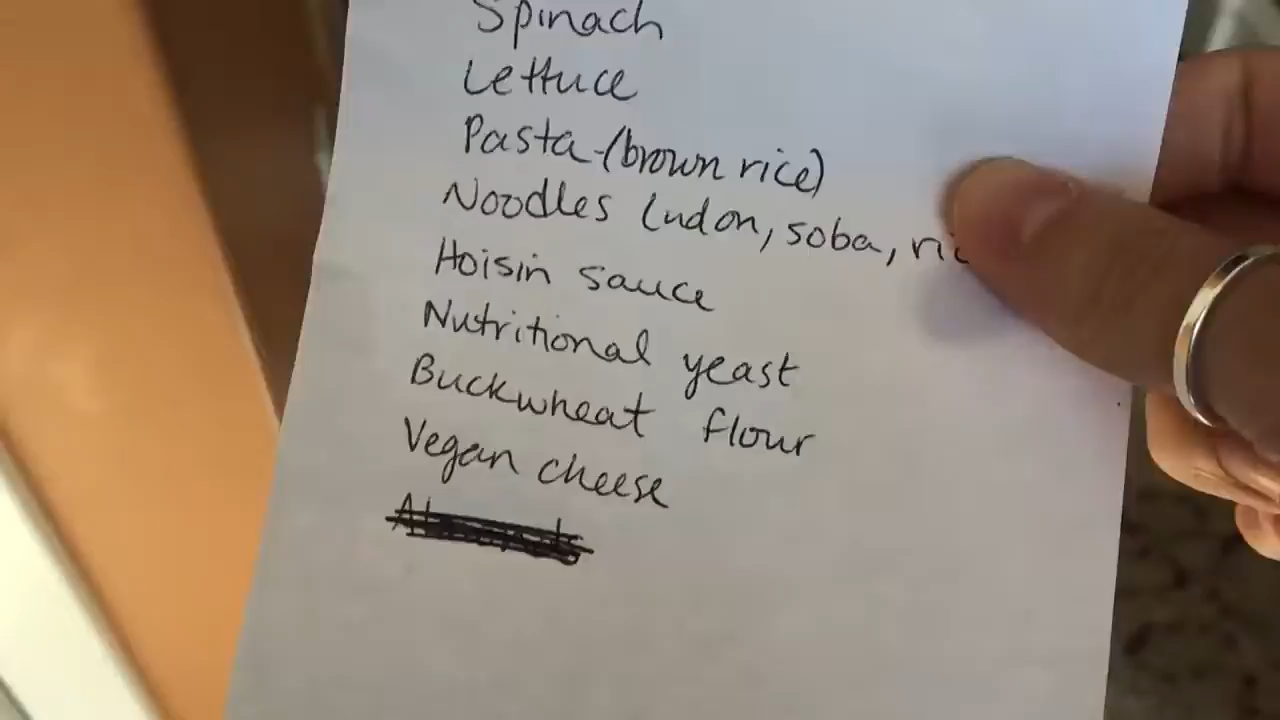 Spinach
Lettuce
Pasta-(brown rice)
Noodles (udon, soba,
Hoisin sauce
Nutritional yeast
Buckwheat flour
Vegan cheese